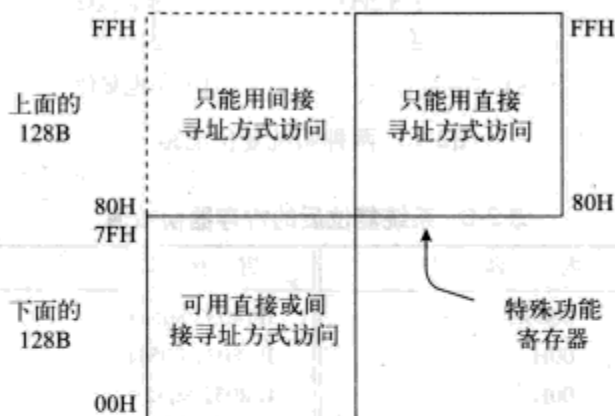 FFH
FFH
上面的
128B
只能用间接
寻址方式访问
只能用直接
寻址方式访问
80H
80H
7FH
下面的
128B
可用直接或间
接寻址方式访问
特殊功能
寄存器
00H